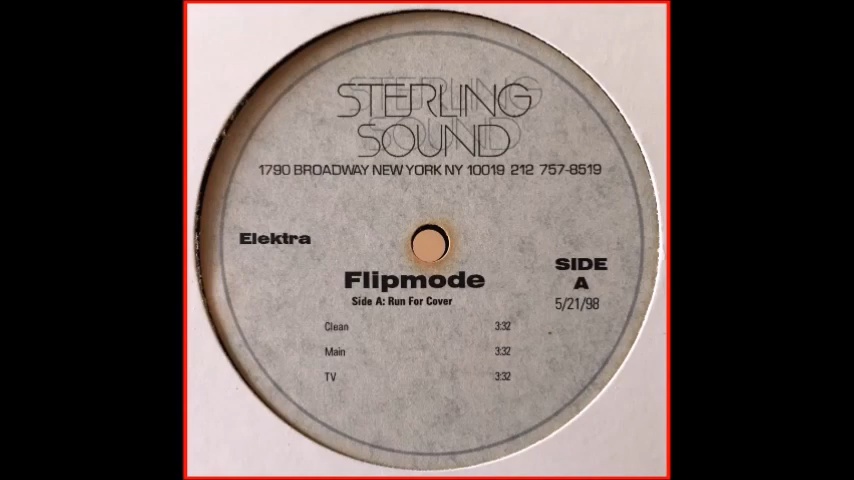 STERLING
SOUND
1790 BROADWAY NEW YORK NY 10019 212 757-8519
Elektra
Flipmode
SIDE
A
Side A: Run For Cover
5/21/98
Clean 3:32
Main 3:32
TV 3:32